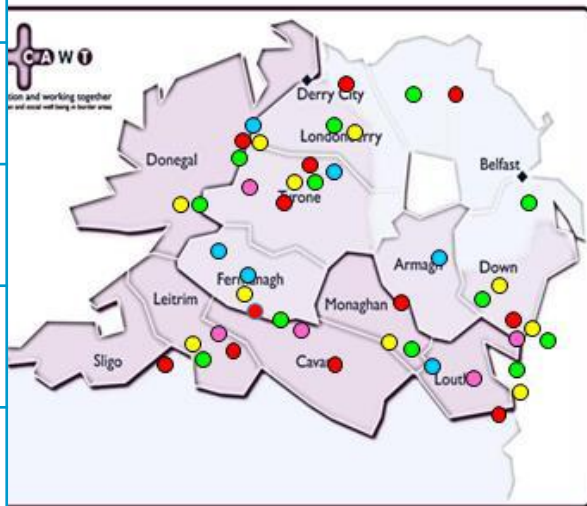 CAWT
tion and working together
and social well being in border areas
Derry City
Londonderry
Donegal
Belfast
Tyrone
Armagh
Down
Fermanagh
Leitrim
Monaghan
Sligo
Cavan
Louth